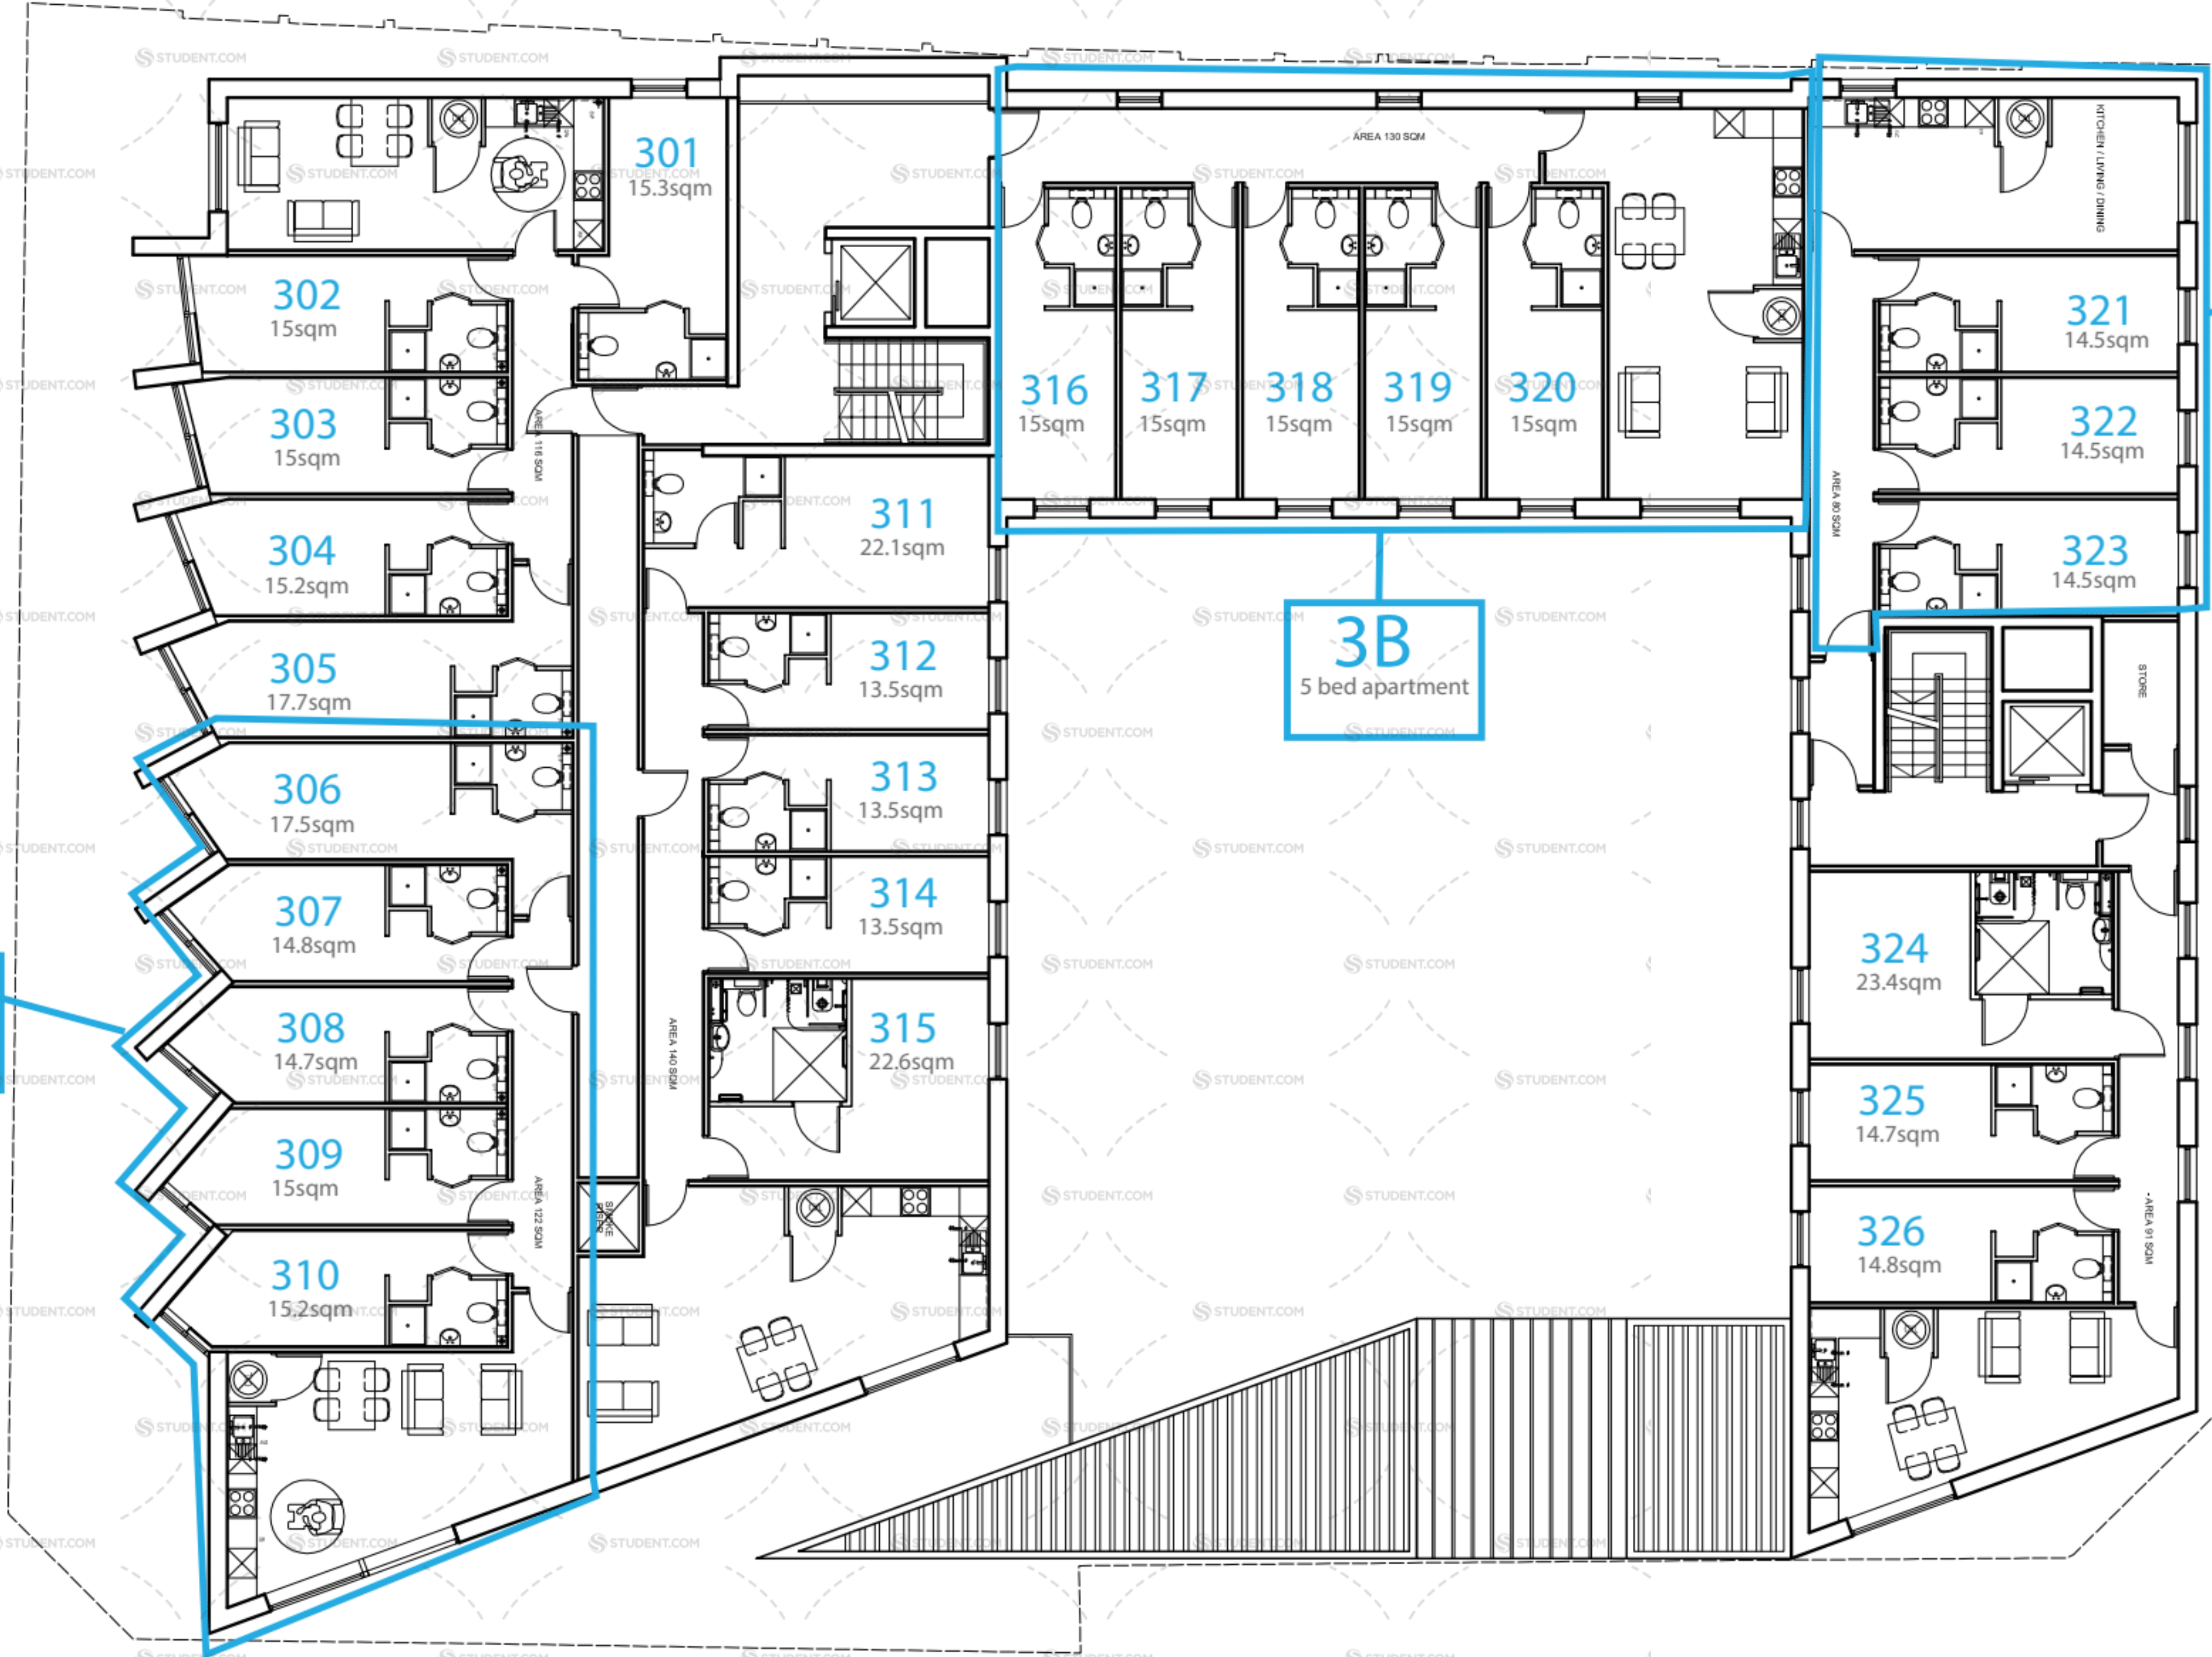 301
15.3sqm
302
15sqm
303
15sqm
304
15.2sqm
305
17.7sqm
306
17.5sqm
307
14.8sqm
308
14.7sqm
309
15sqm
310
15.2sqm
AREA 116 SQM
AREA 122 SQM
311
22.1sqm
312
13.5sqm
313
13.5sqm
314
13.5sqm
315
22.6sqm
AREA 140 SQM
SMOKE
RISER
AREA 130 SQM
316
15sqm
317
15sqm
318
15sqm
319
15sqm
320
15sqm
3B
5 bed apartment
KITCHEN / LIVING / DINING
321
14.5sqm
322
14.5sqm
323
14.5sqm
AREA 80 SQM
STORE
324
23.4sqm
325
14.7sqm
326
14.8sqm
AREA 91 SQM
STUDENT.COM